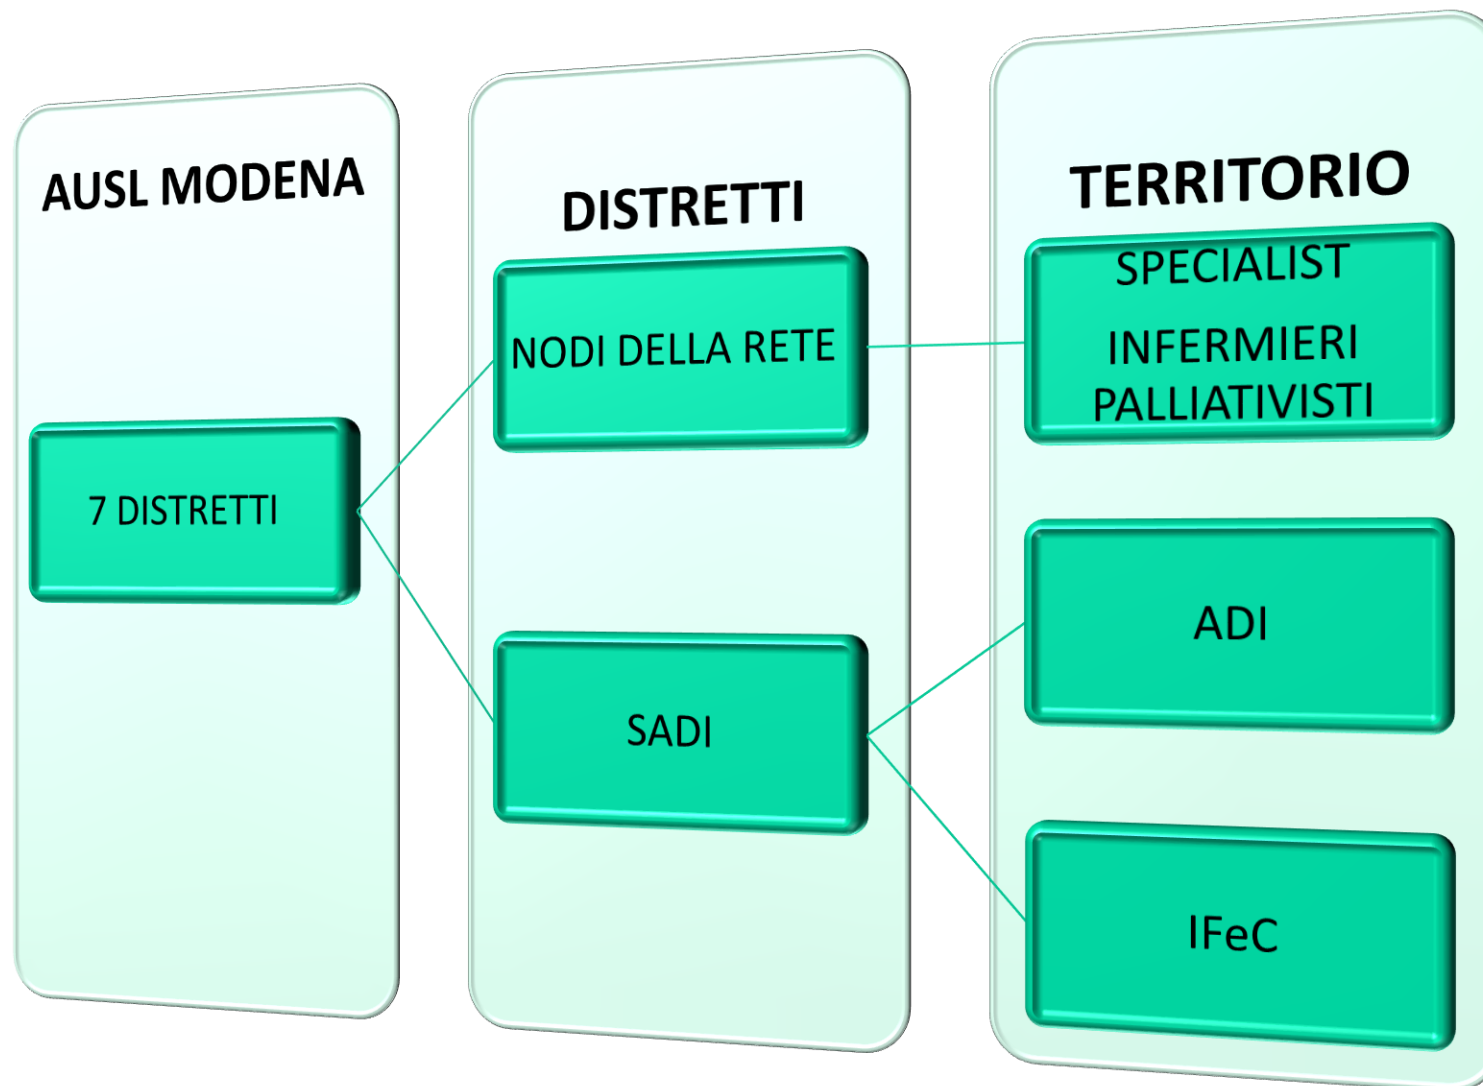 AUSL MODENA
7 DISTRETTI
DISTRETTI
NODI DELLA RETE
SADI
TERRITORIO
SPECIALIST
INFERMIERI
PALLIATIVISTI
ADI
IFeC